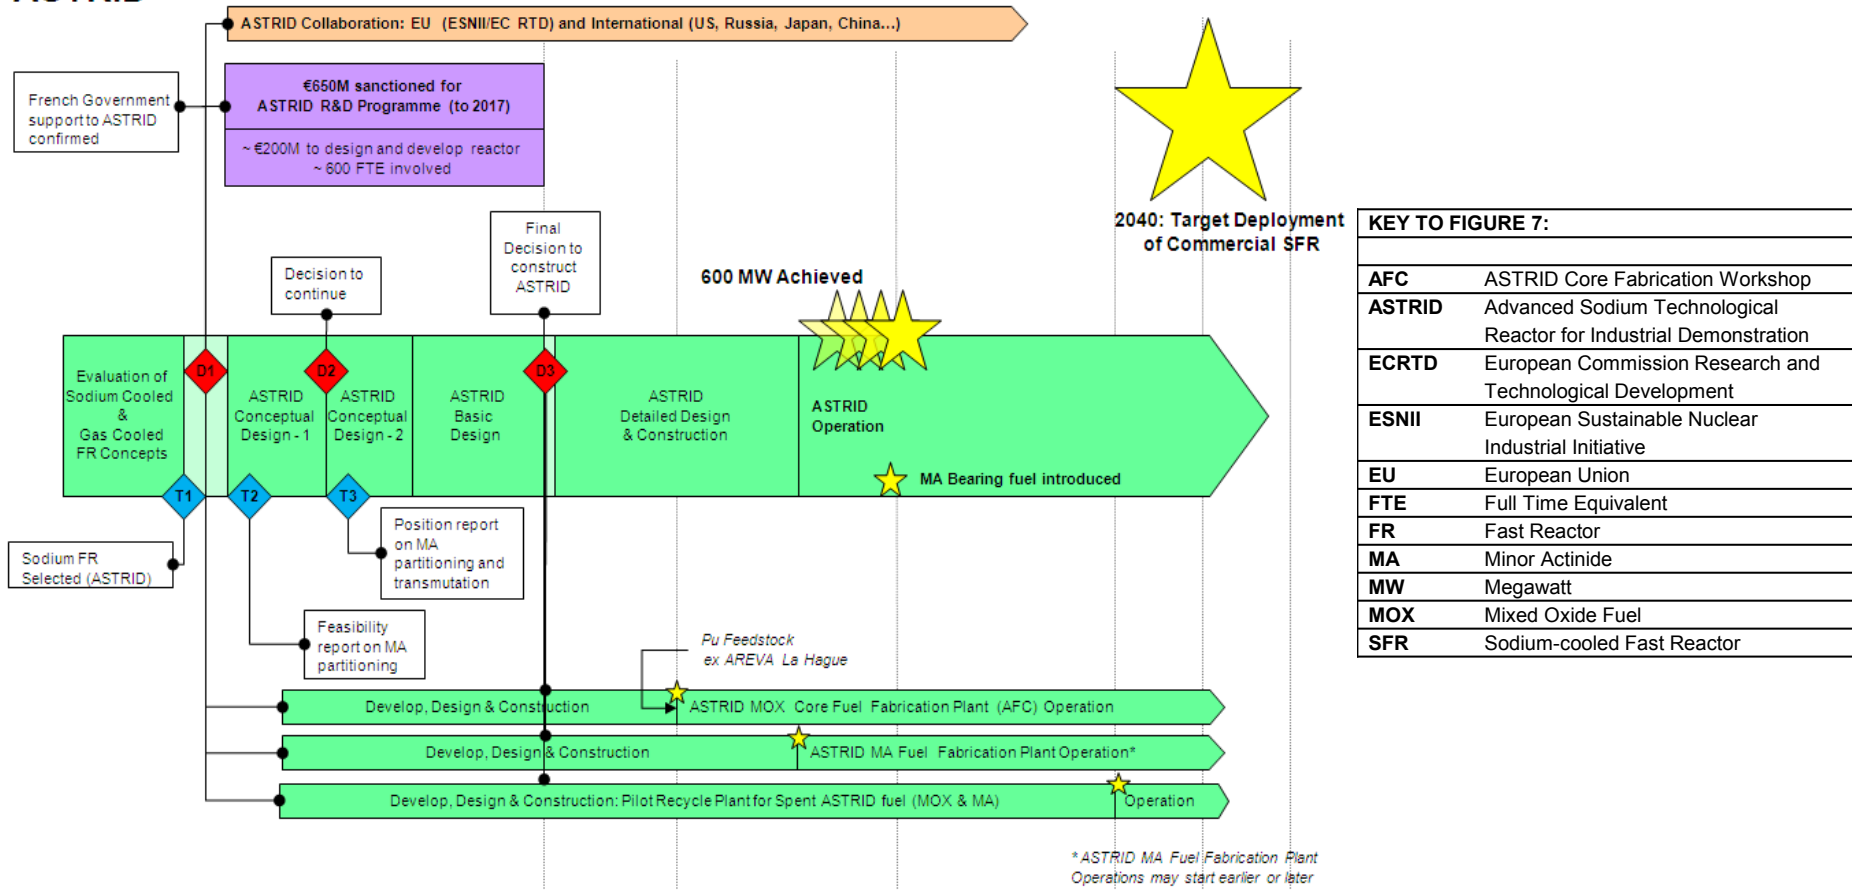 ASTRID
ASTRID Collaboration: EU (ESNII/EC RTD) and International (US, Russia, Japan, China...)
French Government
support to ASTRID
confirmed
€650M sanctioned for
ASTRID R&D Programme (to 2017)
~ €200M to design and develop reactor
~ 600 FTE involved
Decision to
continue
Final
Decision to
construct
ASTRID
600 MW Achieved
2040: Target Deployment
of Commercial SFR
D1
D2
D3
Evaluation of
Sodium Cooled
&
Gas Cooled
FR Concepts
ASTRID
Conceptual
Design - 1
ASTRID
Conceptual
Design - 2
ASTRID
Basic
Design
ASTRID
Detailed Design
& Construction
ASTRID
Operation
MA Bearing fuel introduced
T1
T2
T3
Sodium FR
Selected (ASTRID)
Position report
on MA
partitioning and
transmutation
Feasibility
report on MA
partitioning
Pu Feedstock
ex AREVA La Hague
Develop, Design & Construction
ASTRID MOX Core Fuel Fabrication Plant (AFC) Operation
Develop, Design & Construction
ASTRID MA Fuel Fabrication Plant Operation*
Develop, Design & Construction: Pilot Recycle Plant for Spent ASTRID fuel (MOX & MA)
Operation
* ASTRID MA Fuel Fabrication Plant
Operations may start earlier or later
KEY TO FIGURE 7:
AFC ASTRID Core Fabrication Workshop
ASTRID Advanced Sodium Technological
Reactor for Industrial Demonstration
ECRTD European Commission Research and
Technological Development
ESNII European Sustainable Nuclear
Industrial Initiative
EU European Union
FTE Full Time Equivalent
FR Fast Reactor
MA Minor Actinide
MW Megawatt
MOX Mixed Oxide Fuel
SFR Sodium-cooled Fast Reactor